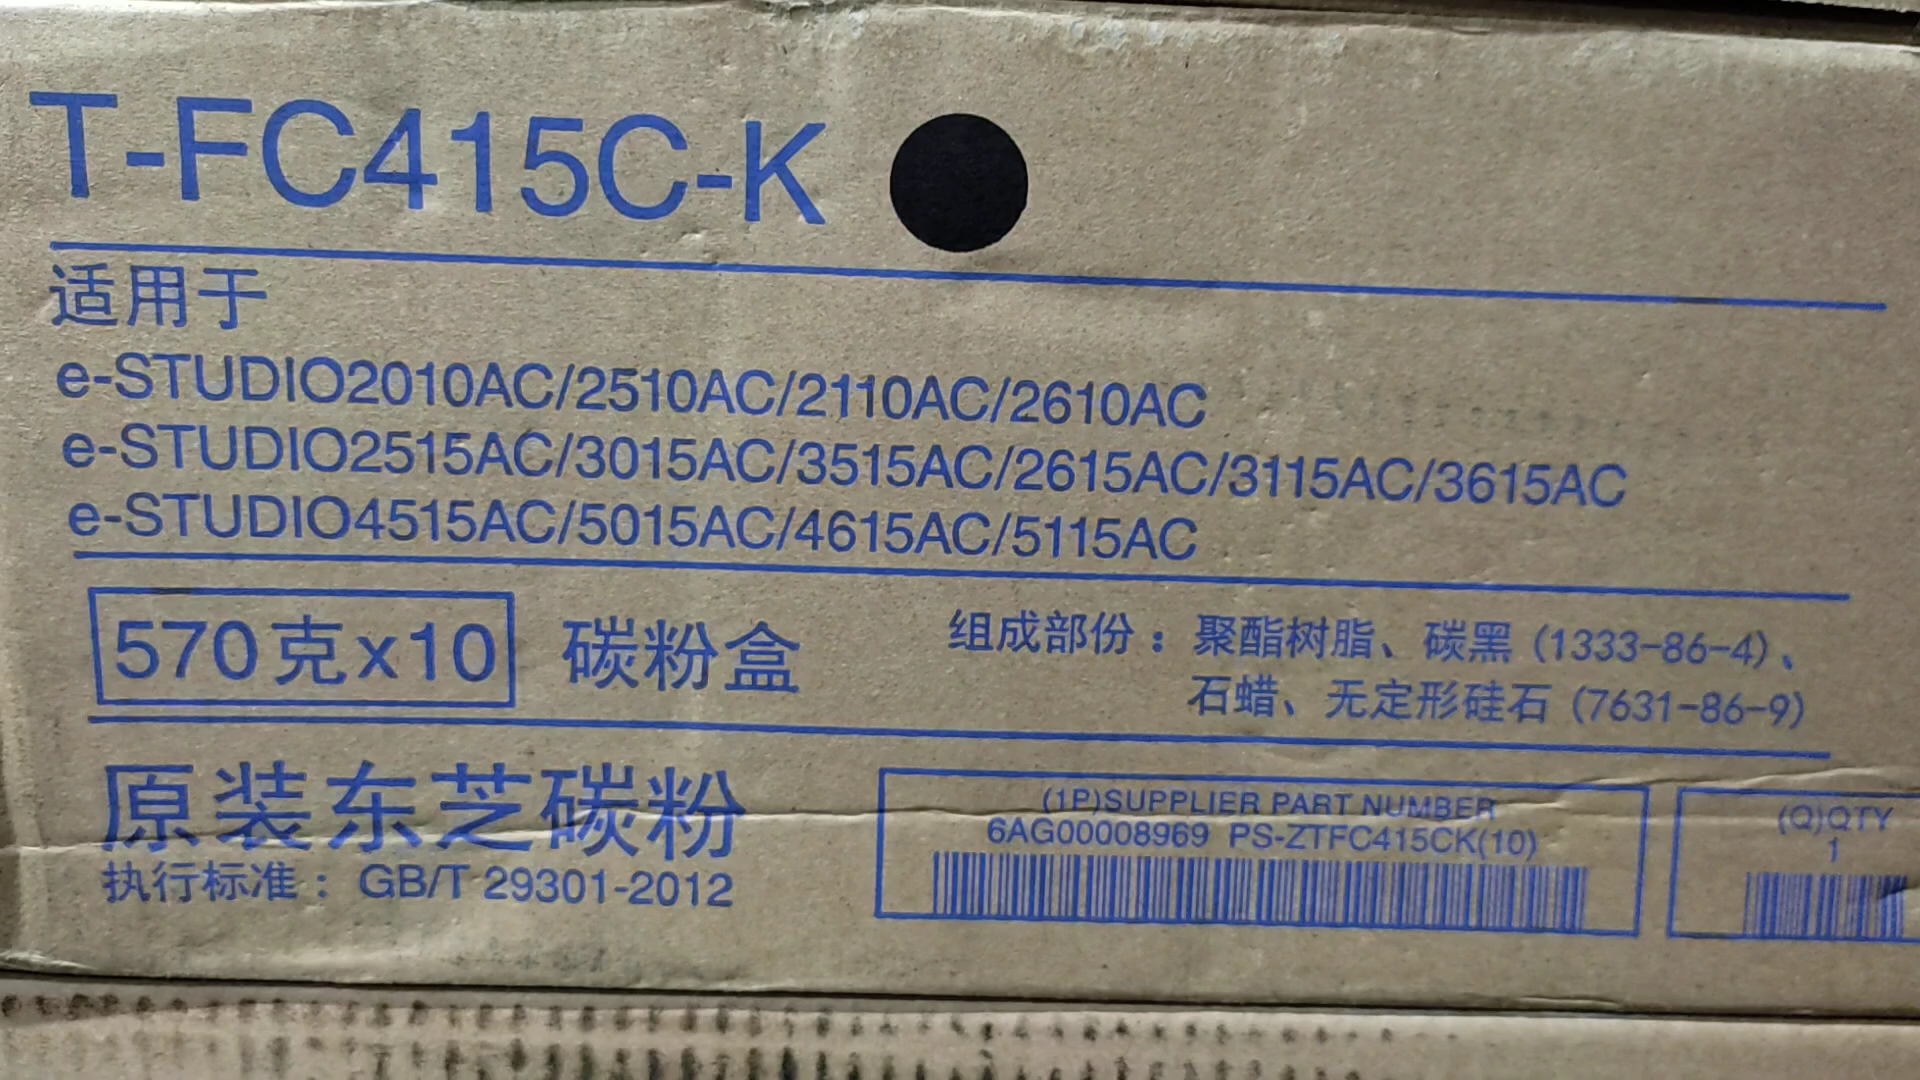 T-FC415C-K
适用于
e-STUDIO2010AC/2510AC/2110AC/2610AC
e-STUDIO2515AC/3015AC/3515AC/2615AC/3115AC/3615AC
e-STUDIO4515AC/5015AC/4615AC/5115AC
570克x10 碳粉盒
组成部份：聚酯树脂、碳黑 (1333-86-4)、
石蜡、无定形硅石 (7631-86-9)
原装东芝碳粉
执行标准：GB/T 29301-2012
(1P)SUPPLIER PART NUMBER
6AG00008969 PS-ZTFC415CK(10)
(Q)QTY
1